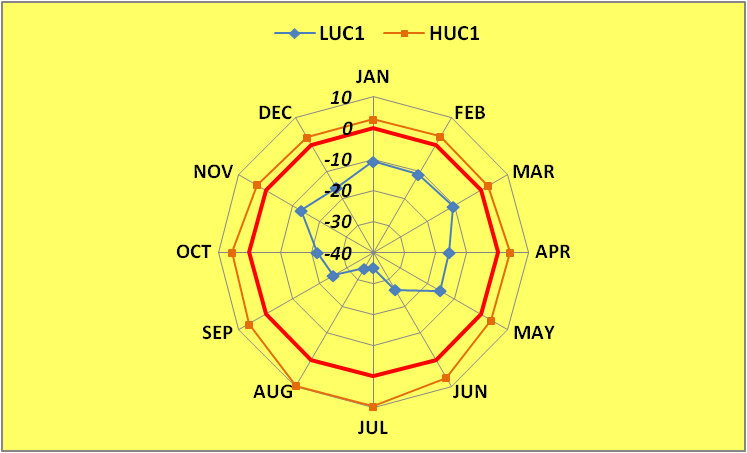 LUC1 HUC1
JAN
FEB
MAR
APR
MAY
JUN
JUL
AUG
SEP
OCT
NOV
DEC
10
0
-10
-20
-30
-40